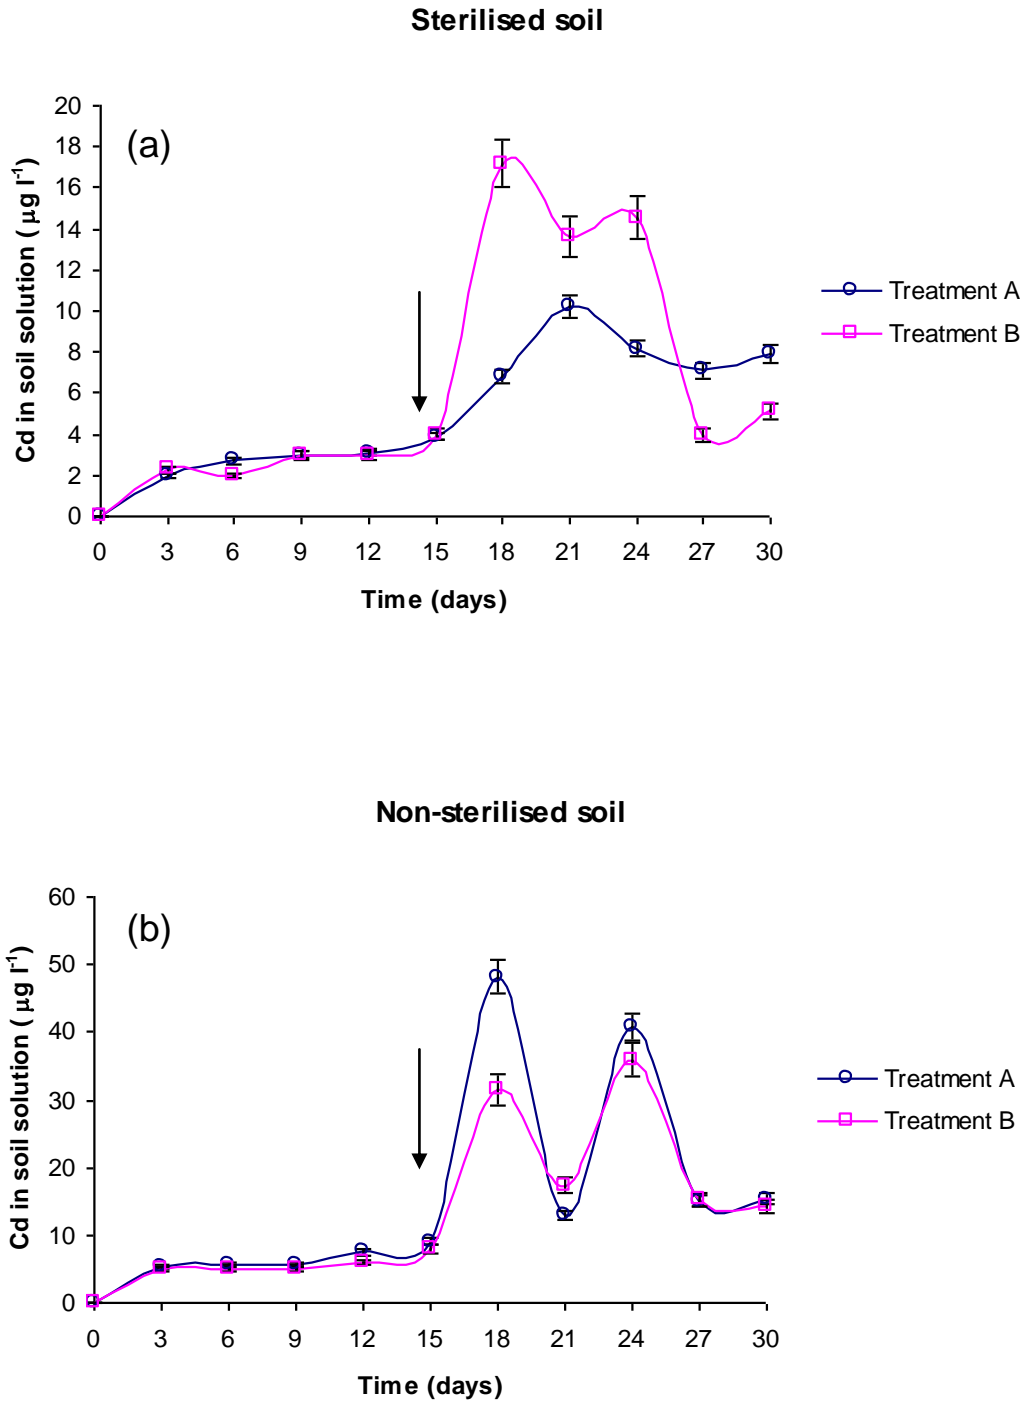 Sterilised soil
(a)
Cd in soil solution ( μg l-1)
20
18
16
14
12
10
8
6
4
2
0
0 3 6 9 12 15 18 21 24 27 30
Time (days)
Treatment A
Treatment B
Non-sterilised soil
(b)
Cd in soil solution ( μg l-1)
60
50
40
30
20
10
0
0 3 6 9 12 15 18 21 24 27 30
Time (days)
Treatment A
Treatment B